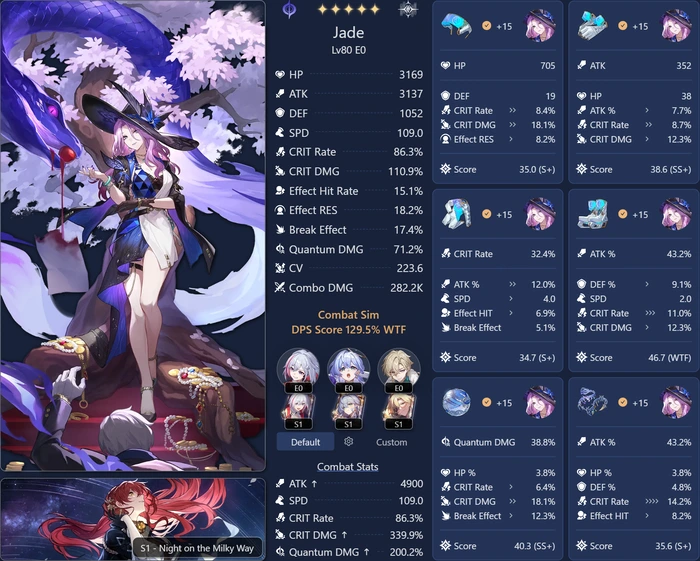 Jade
Lv80 E0
HP 3169
ATK 3137
DEF 1052
SPD 109.0
CRIT Rate 86.3%
CRIT DMG 110.9%
Effect Hit Rate 15.1%
Effect RES 18.2%
Break Effect 17.4%
Quantum DMG 71.2%
CV 223.6
Combo DMG 282.2K
Combat Sim
DPS Score 129.5% WTF
E0 E0 E0
S1 S1 S1
Default Custom
Combat Stats
ATK ↑ 4900
SPD 109.0
CRIT Rate 86.3%
CRIT DMG ↑ 339.9%
Quantum DMG ↑ 200.2%
S1 - Night on the Milky Way
+15
HP 705
DEF 19
CRIT Rate >> 8.4%
CRIT DMG >> 18.1%
Effect RES > 8.2%
Score 35.0 (S+)
+15
ATK 352
HP 38
ATK % > 7.7%
CRIT Rate >> 8.7%
CRIT DMG > 12.3%
Score 38.6 (SS+)
+15
CRIT Rate 32.4%
ATK % > 12.0%
SPD > 4.0
Effect HIT > 6.9%
Break Effect 5.1%
Score 34.7 (S+)
+15
ATK % 43.2%
DEF % > 9.1%
SPD 2.0
CRIT Rate >>> 11.0%
CRIT DMG > 12.3%
Score 46.7 (WTF)
+15
Quantum DMG 38.8%
HP % 3.8%
CRIT Rate > 6.4%
CRIT DMG >> 18.1%
Break Effect > 12.3%
Score 40.3 (SS+)
+15
ATK % 43.2%
HP % 3.8%
DEF % 4.8%
CRIT Rate >>>> 14.2%
Effect HIT > 8.2%
Score 35.6 (S+)